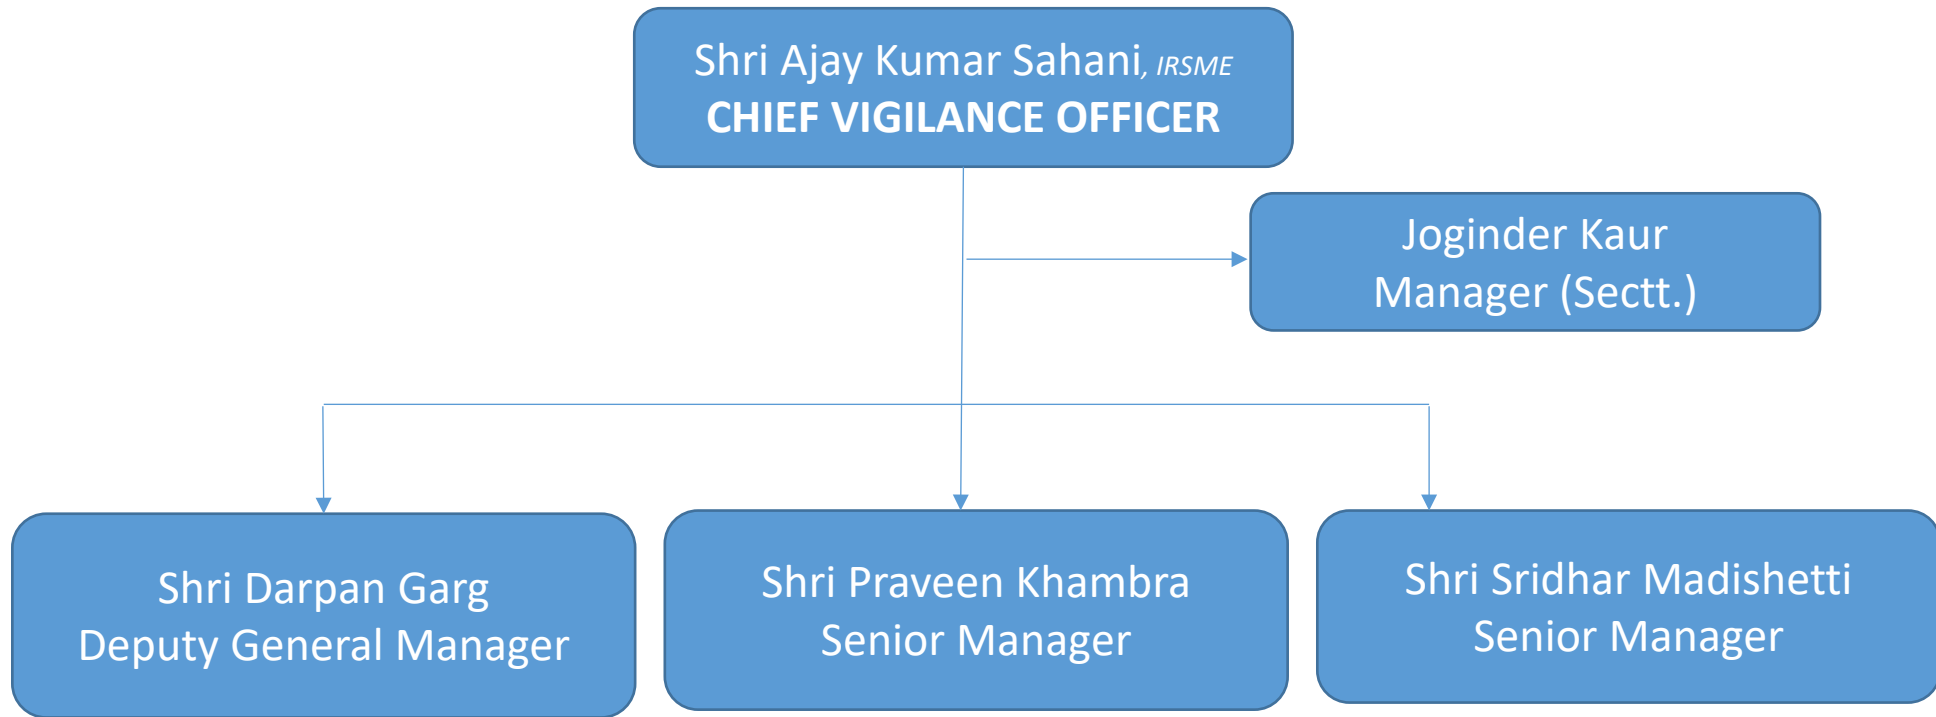 Shri Ajay Kumar Sahani, IRSME
CHIEF VIGILANCE OFFICER
Joginder Kaur
Manager (Sectt.)
Shri Darpan Garg
Deputy General Manager
Shri Praveen Khambra
Senior Manager
Shri Sridhar Madishetti
Senior Manager